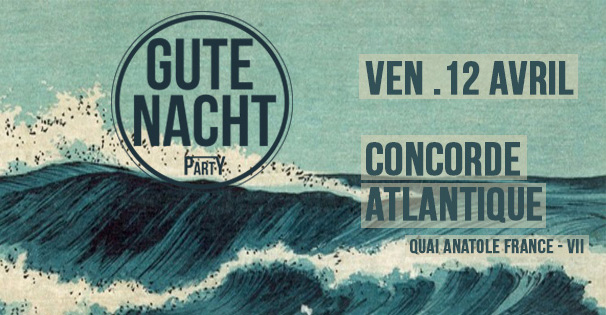 GUTE
NACHT
PARTY
VEN . 12 AVRIL
CONCORDE
ATLANTIQUE
QUAI ANATOLE FRANCE - VII